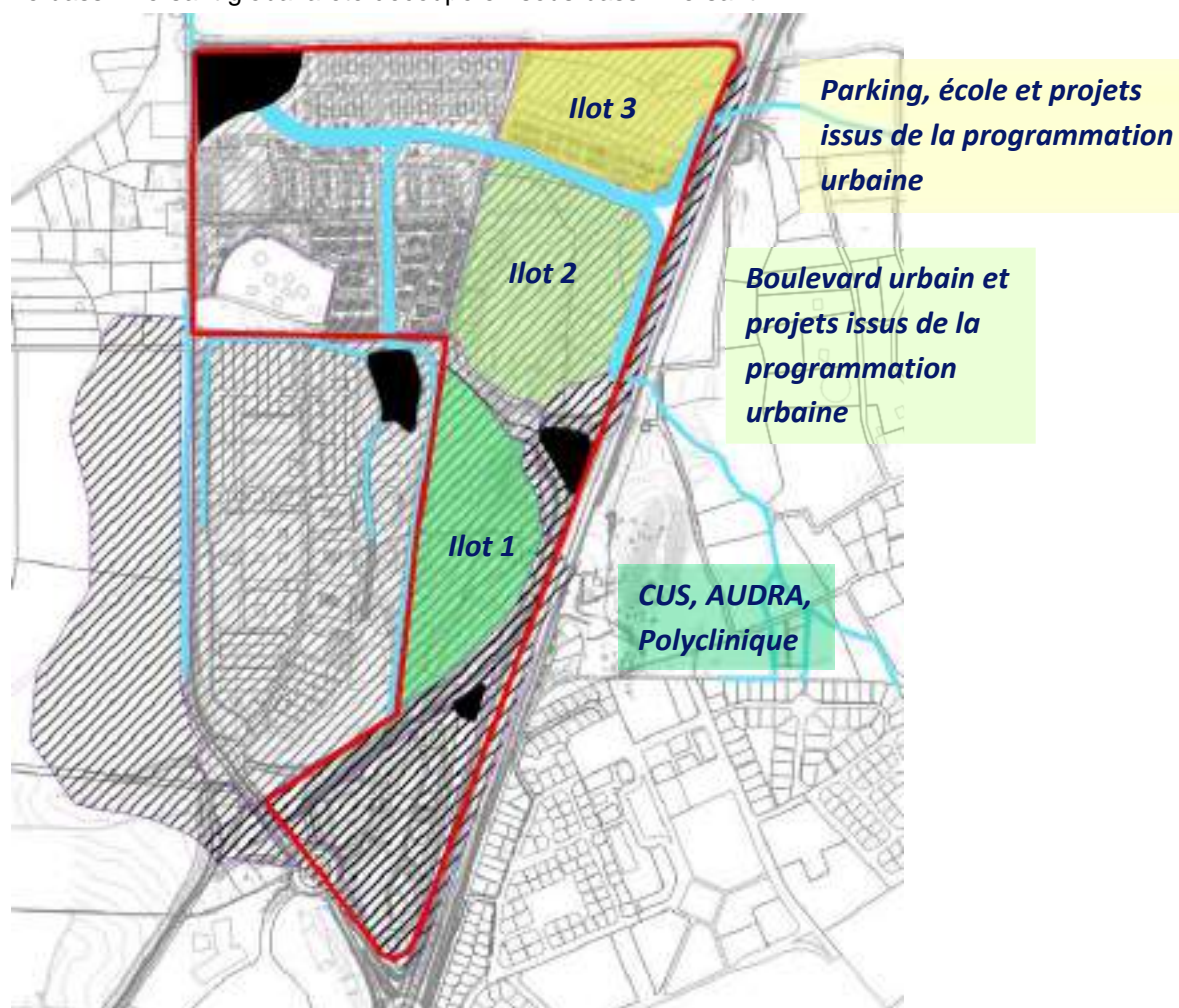 Ilot 3
Parking, école et projets
issus de la programmation
urbaine
Ilot 2
Boulevard urbain et
projets issus de la
programmation
urbaine
Ilot 1
CUS, AUDRA,
Polyclinique